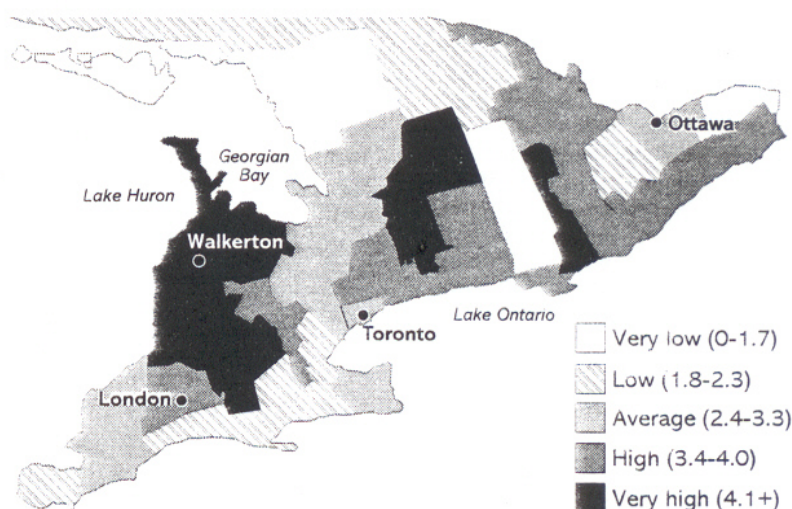 Ottawa
Georgian
Bay
Lake Huron
Walkerton
Lake Ontario
Toronto
London
Very low (0-1.7)
Low (1.8-2.3)
Average (2.4-3.3)
High (3.4-4.0)
Very high (4.1+)